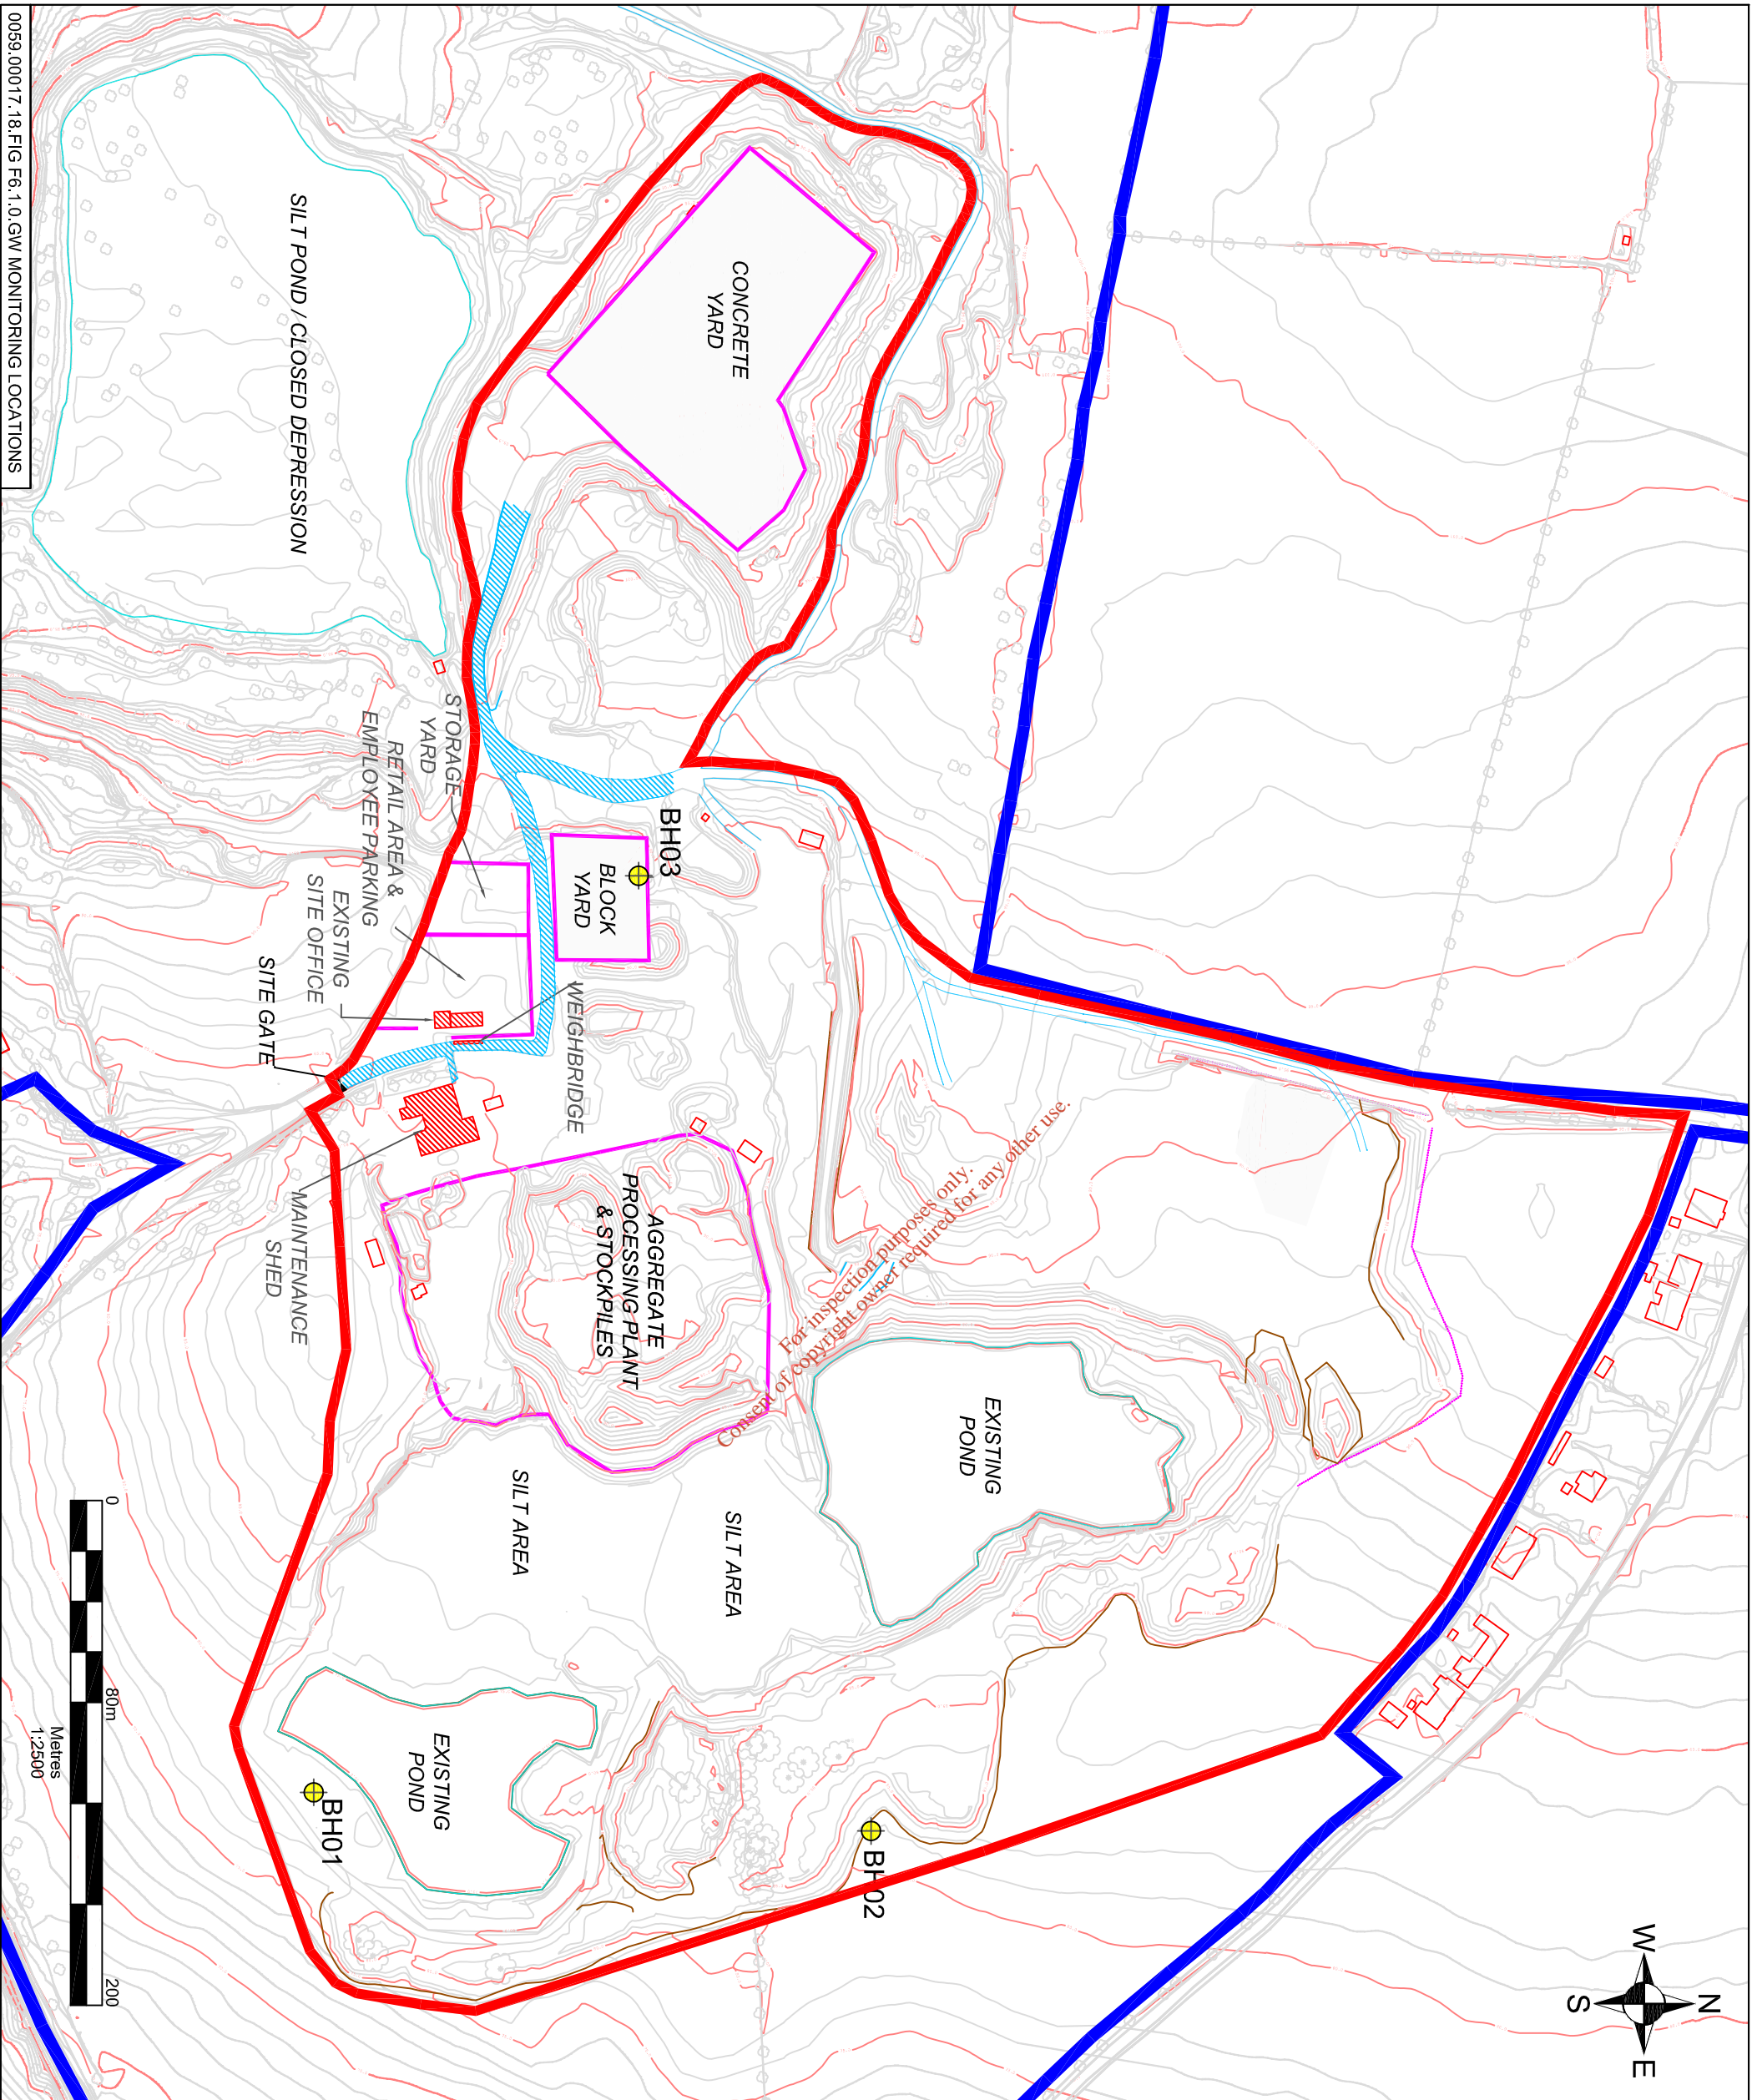 0059.00017.18.FIG F6.1.0.GW MONITORING LOCATIONS
SILT POND / CLOSED DEPRESSION
CONCRETE
YARD
STORAGE
YARD
RETAIL AREA &
EMPLOYEE PARKING
EXISTING
SITE OFFICE
SITE GATE
BH03
BLOCK
YARD
WEIGHBRIDGE
MAINTENANCE
SHED
AGGREGATE
PROCESSING PLANT
& STOCKPILES
For inspection purposes only.
Consent of copyright owner required for any other use.
EXISTING
POND
SILT AREA
SILT AREA
EXISTING
POND
BH01
BH02
0
80m
200
Metres
1:2500
N
W
E
S